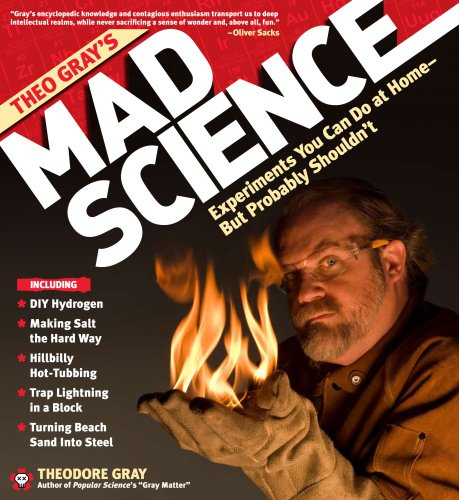 "Gray's encyclopedic knowledge and contagious enthusiasm transport us to deep
intellectual realms, while never sacrificing a sense of wonder and, above all, fun."
–Oliver Sacks
THEO GRAY'S
MAD
SCIENCE
Experiments You Can Do at Home–
But Probably Shouldn't
INCLUDING
DIY Hydrogen
Making Salt
the Hard Way
Hillbilly
Hot-Tubbing
Trap Lightning
in a Block
Turning Beach
Sand Into Steel
THEODORE GRAY
Author of Popular Science's "Gray Matter"